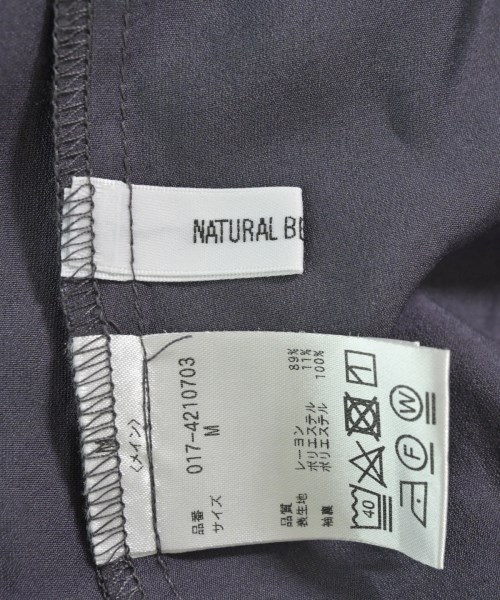 NATURAL BE
〈メイン〉
品番 017-4210703
サイズ M
品質
表生地 レーヨン 89%
ポリエステル 11%
袖裏 ポリエステル 100%
40
F
W